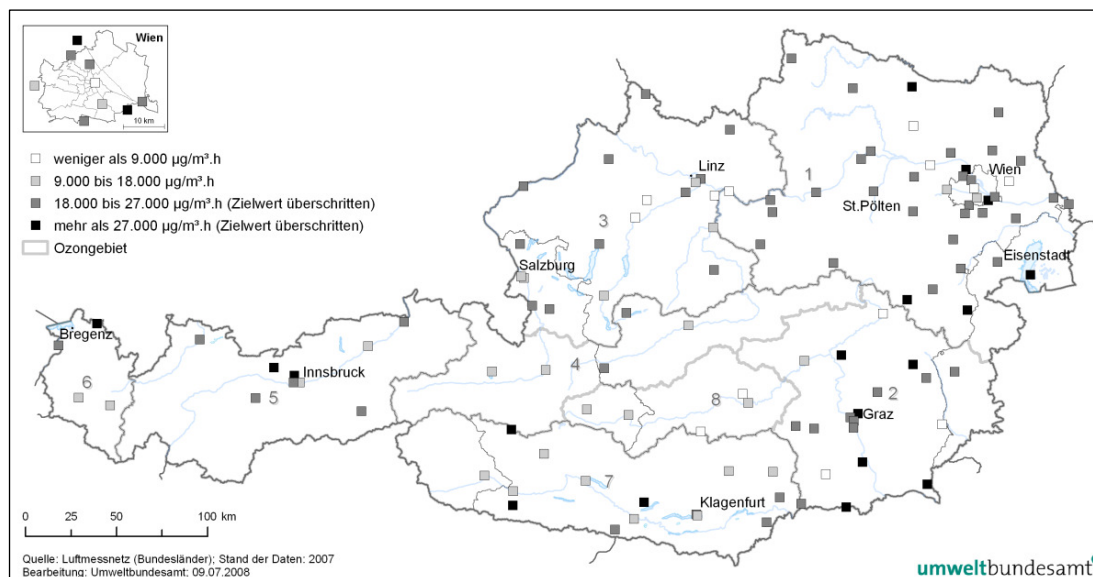 Wien
10 km
weniger als 9.000 µg/m³.h
9.000 bis 18.000 µg/m³.h
18.000 bis 27.000 µg/m³.h (Zielwert überschritten)
mehr als 27.000 µg/m³.h (Zielwert überschritten)
Ozongebiet
Linz
1
Wien
St.Pölten
3
Salzburg
Eisenstadt
Bregenz
4
Innsbruck
6
5
8
2
Graz
7
Klagenfurt
0 25 50 100 km
Quelle: Luftmessnetz (Bundesländer); Stand der Daten: 2007
Bearbeitung: Umweltbundesamt; 09.07.2008
umweltbundesamt